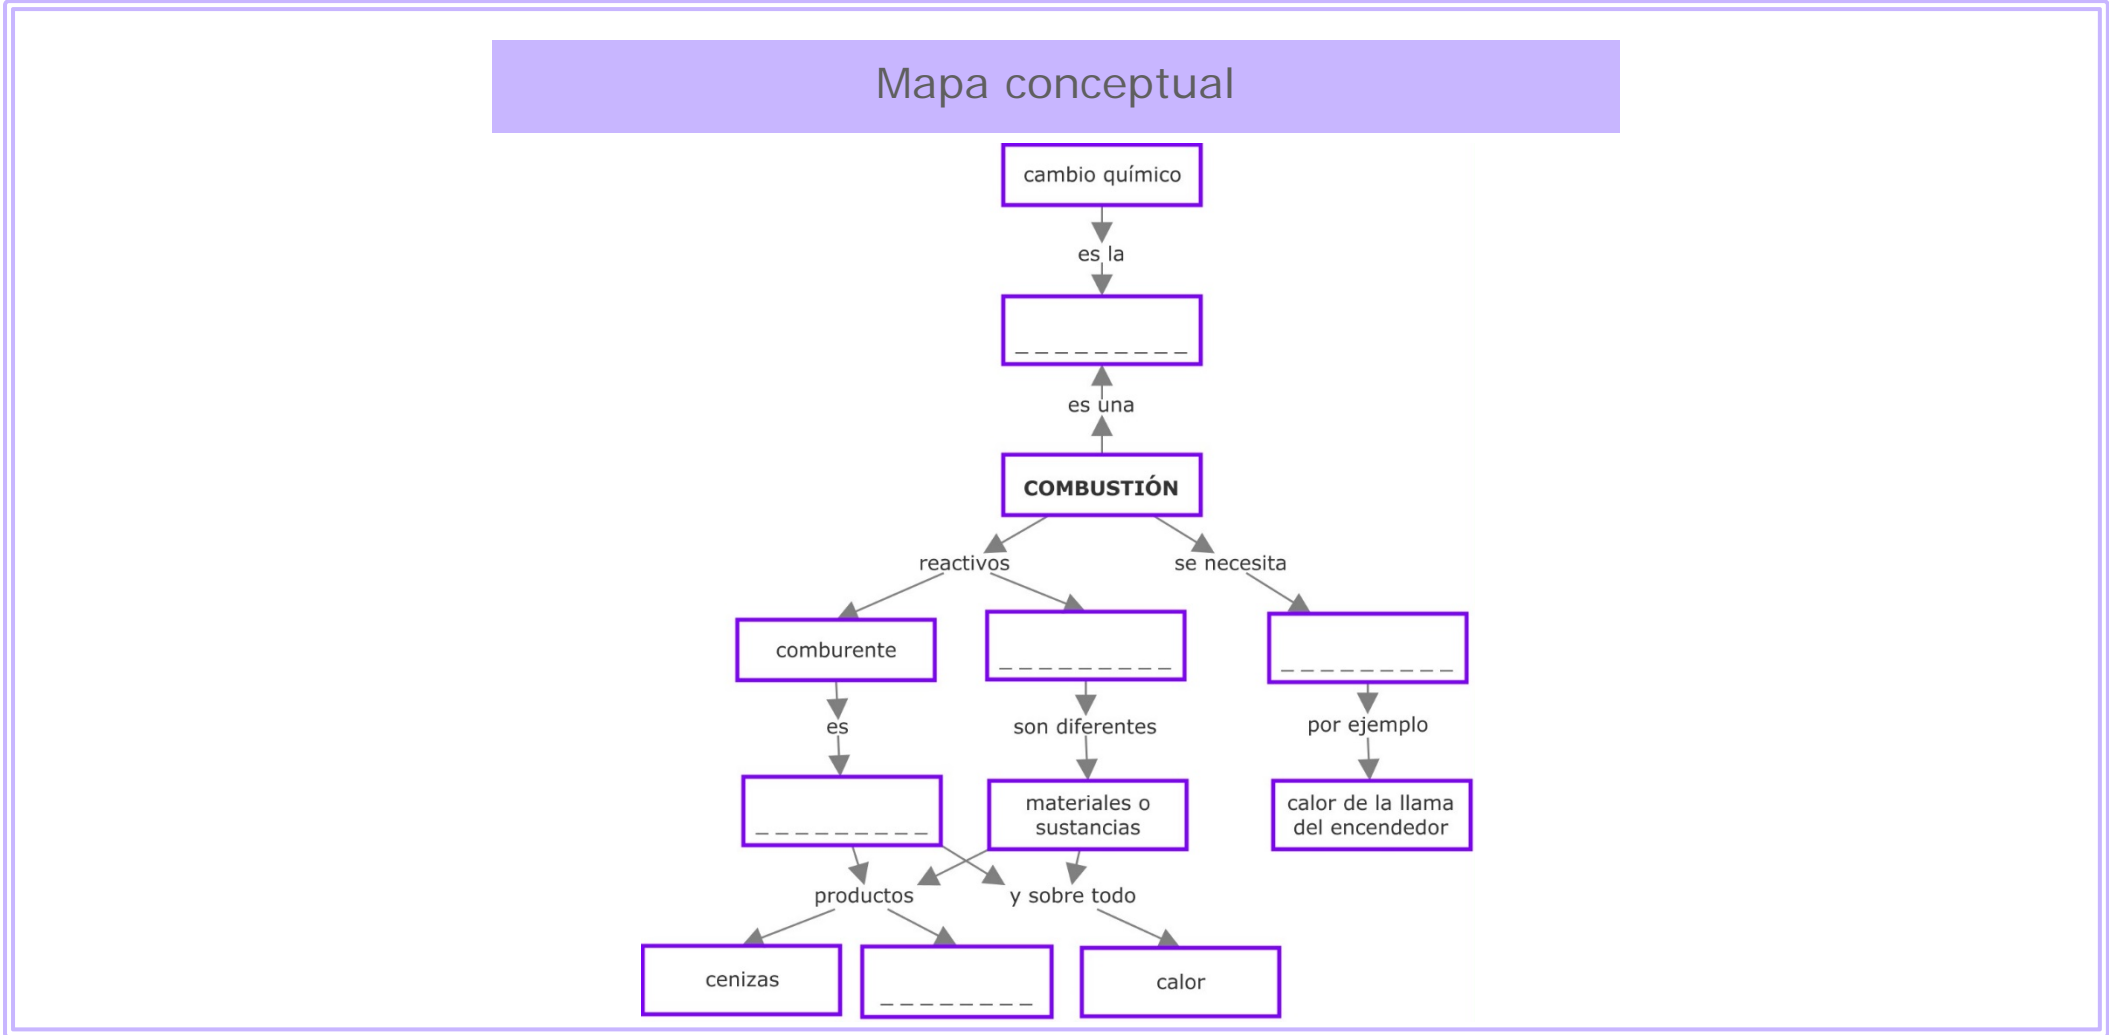 Mapa conceptual
cambio químico
es la
_ _ _ _ _ _ _ _ _
es una
COMBUSTIÓN
reactivos
se necesita
comburente
_ _ _ _ _ _ _ _ _
_ _ _ _ _ _ _ _ _
es
son diferentes
por ejemplo
_ _ _ _ _ _ _ _ _
materiales o
sustancias
calor de la llama
del encendedor
productos
y sobre todo
cenizas
_ _ _ _ _ _ _ _
calor